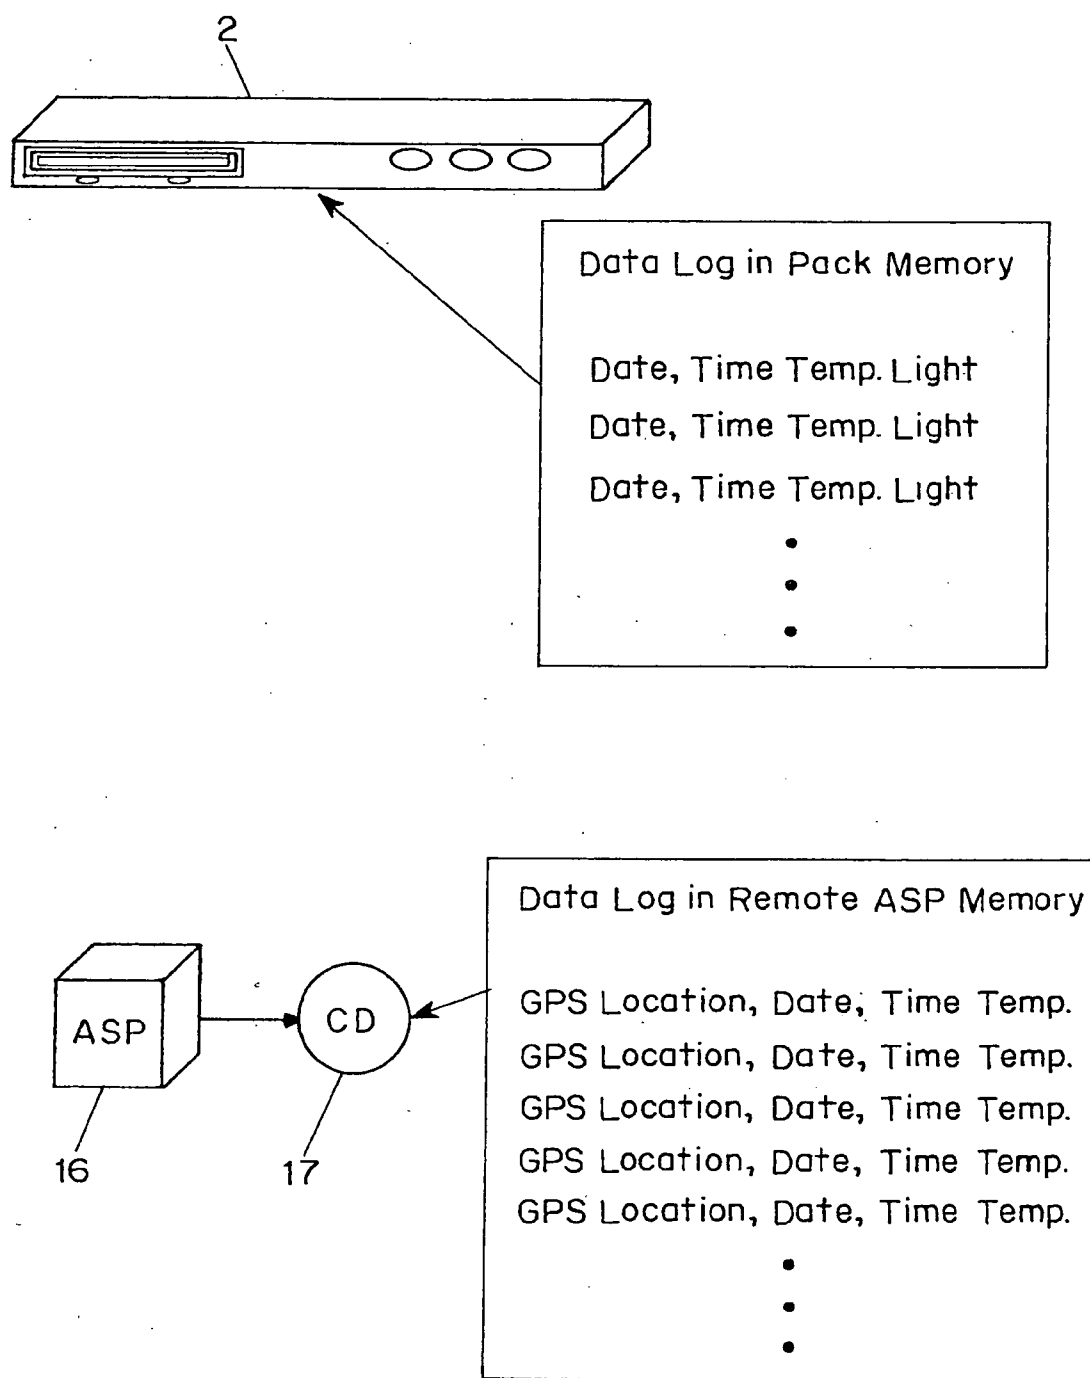 2
Data Log in Pack Memory
Date, Time Temp. Light
Date, Time Temp. Light
Date, Time Temp. Light
Data Log in Remote ASP Memory
ASP
CD
GPS Location, Date, Time Temp.
GPS Location, Date, Time Temp.
GPS Location, Date, Time Temp.
GPS Location, Date, Time Temp.
GPS Location, Date, Time Temp.
16
17